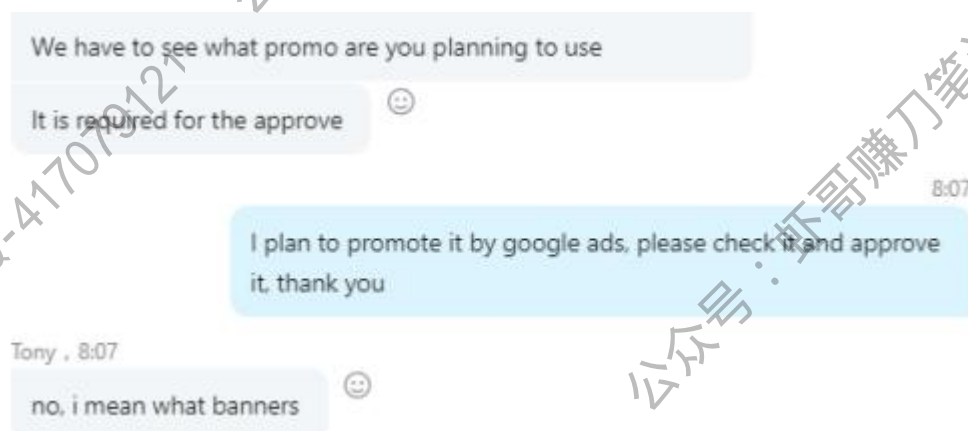 We have to see what promo are you planning to use
It is required for the approve
8:07
I plan to promote it by google ads, please check it and approve
it, thank you
Tony , 8:07
no, i mean what banners
-41707912
公众号：虾哥赚刀笔